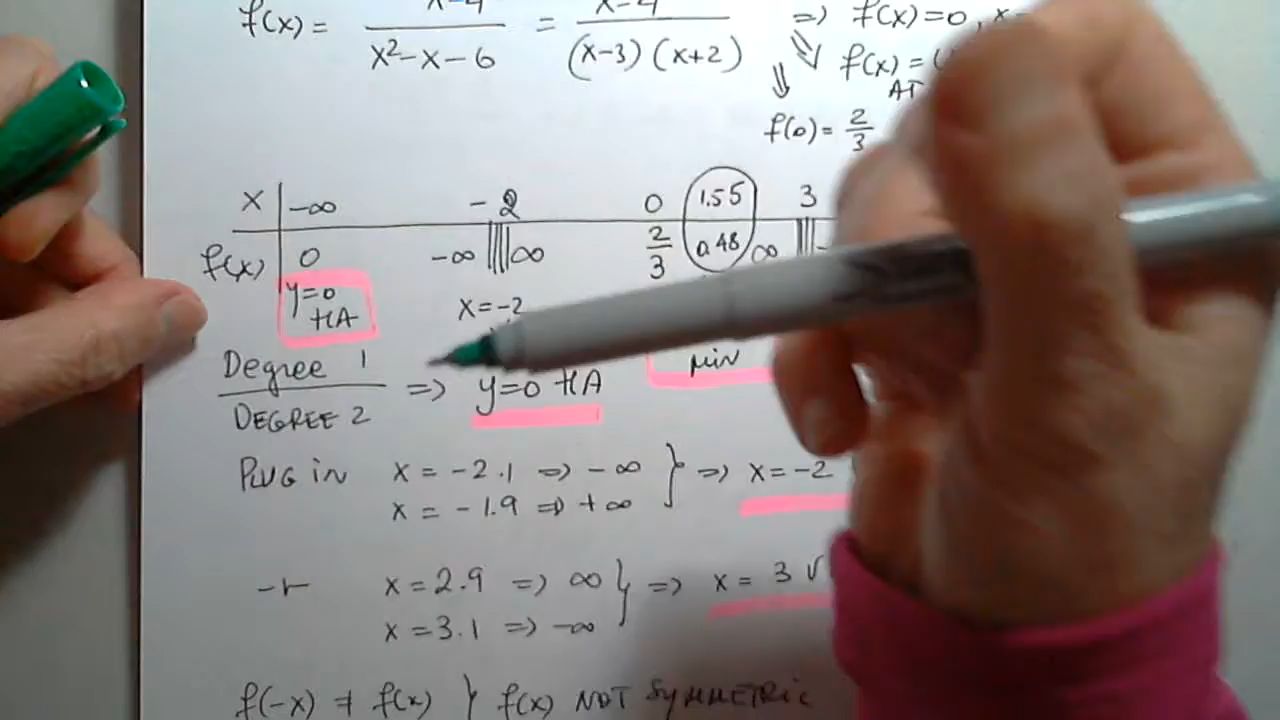 f(x) = x-4 / x²-x-6 = x-4 / (x-3)(x+2) => f(x)=0, x
f(x) =
AT
f(0) = 2/3
x -∞ -2 0 1.55 3
f(x) 0 -∞ ∞ 2/3 0.48 ∞ -
y=0 HA x=-2
min
Degree 1 / DEGREE 2 => y=0 HA
PLUG IN x = -2.1 => -∞ } => x=-2
x = -1.9 => +∞
-r- x = 2.9 => ∞ } => x = 3 V
x = 3.1 => -∞
f(-x) ≠ f(x) } f(x) NOT SYMMETRIC